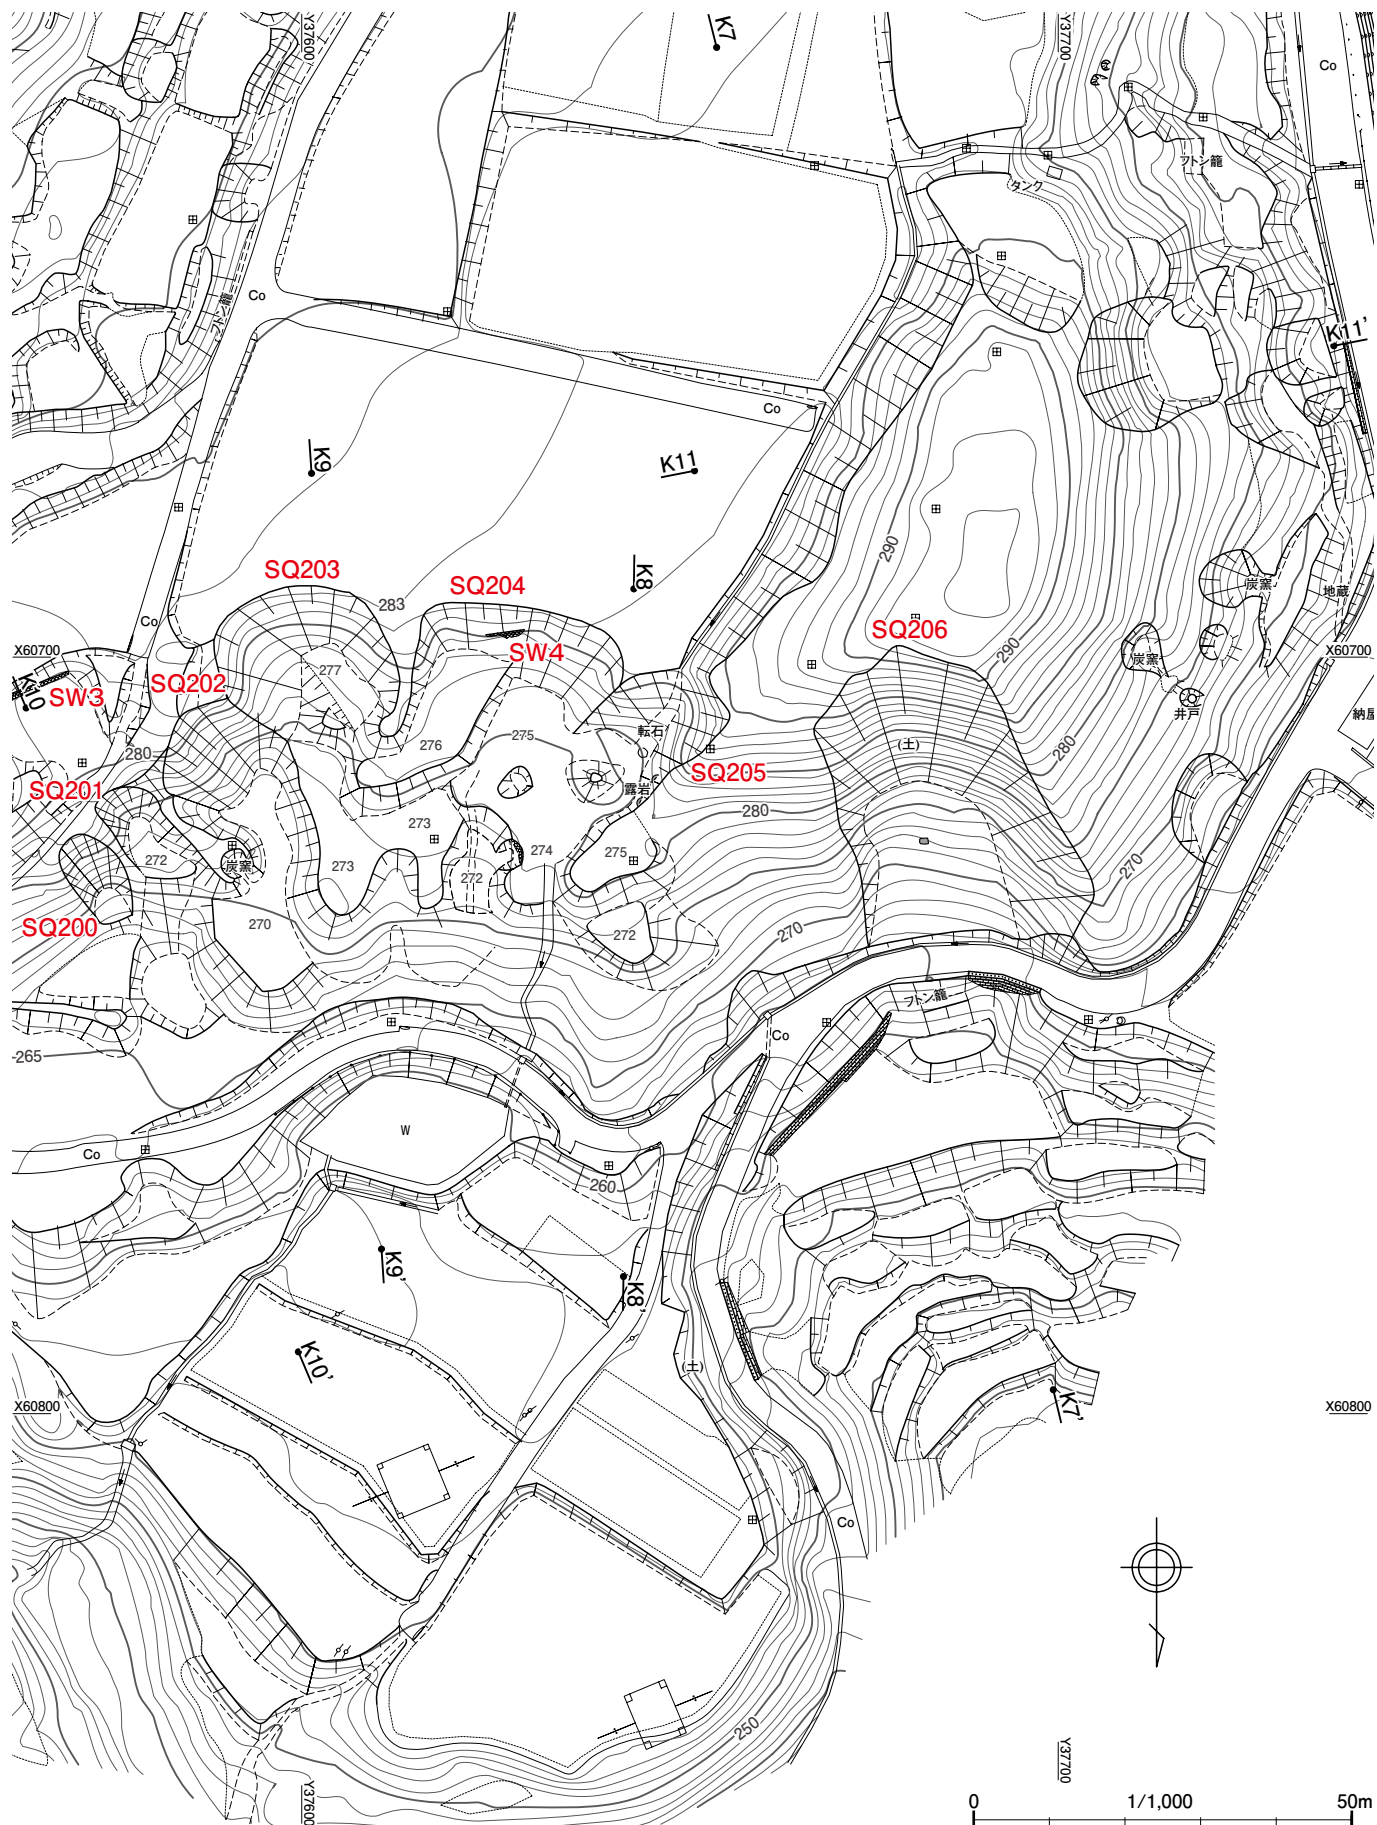 K7
Y37600
Y37700
Co
フトン籠
タンク
フトン籠
Co
K11'
Co
K9
K11
290
K8
SQ203
SQ204
283
炭窯
地蔵
Co
SQ206
X60700
X60700
290
SW4
277
炭窯
K10
SW3
SQ202
井戸
納屋
転石
275
276
(土)
280
280
SQ205
SQ201
露岩
280
273
272
炭窯
273
274
275
272
270
SQ200
270
272
270
フトン籠
Co
265
W
Co
260
K9'
K8'
K10'
(土)
K7'
X60800
X60800
Co
250
Y37700
Y37600
0
1/1,000
50m